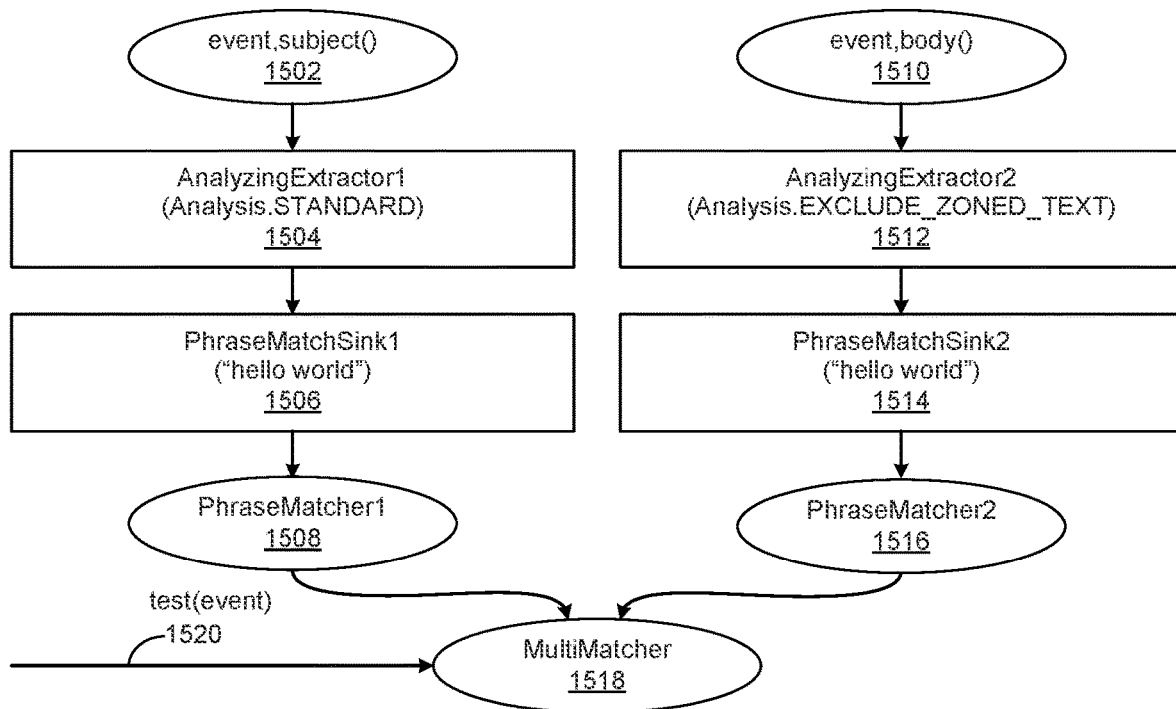 event,subject()
1502
AnalyzingExtractor1
(Analysis.STANDARD)
1504
PhraseMatchSink1
("hello world")
1506
PhraseMatcher1
1508
event,body()
1510
AnalyzingExtractor2
(Analysis.EXCLUDE_ZONED_TEXT)
1512
PhraseMatchSink2
("hello world")
1514
PhraseMatcher2
1516
test(event)
1520
MultiMatcher
1518